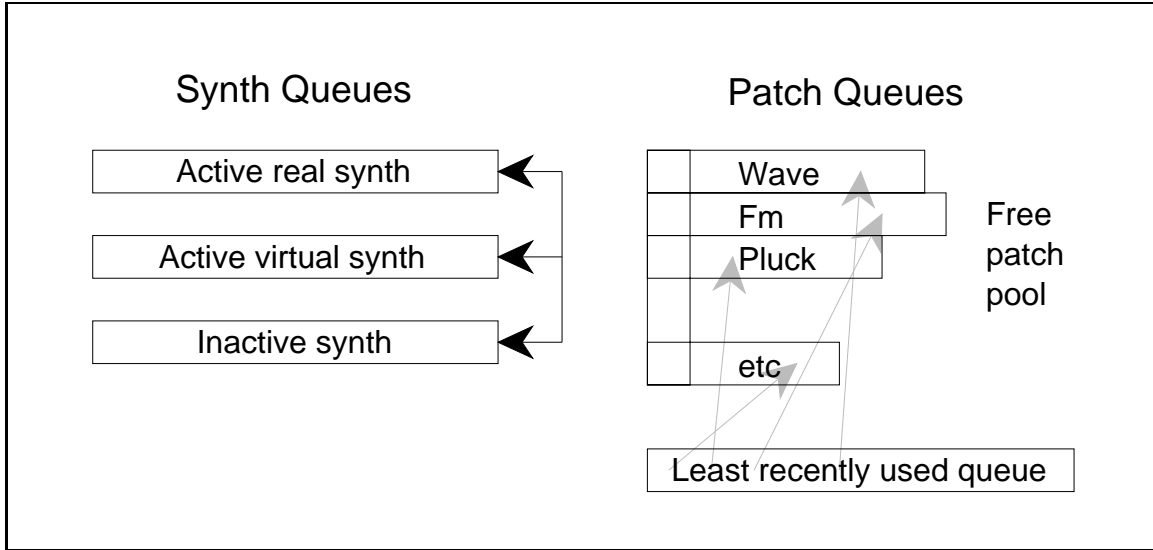 Synth Queues
Active real synth
Active virtual synth
Inactive synth
Patch Queues
Wave
Fm
Pluck
etc
Free
patch
pool
Least recently used queue